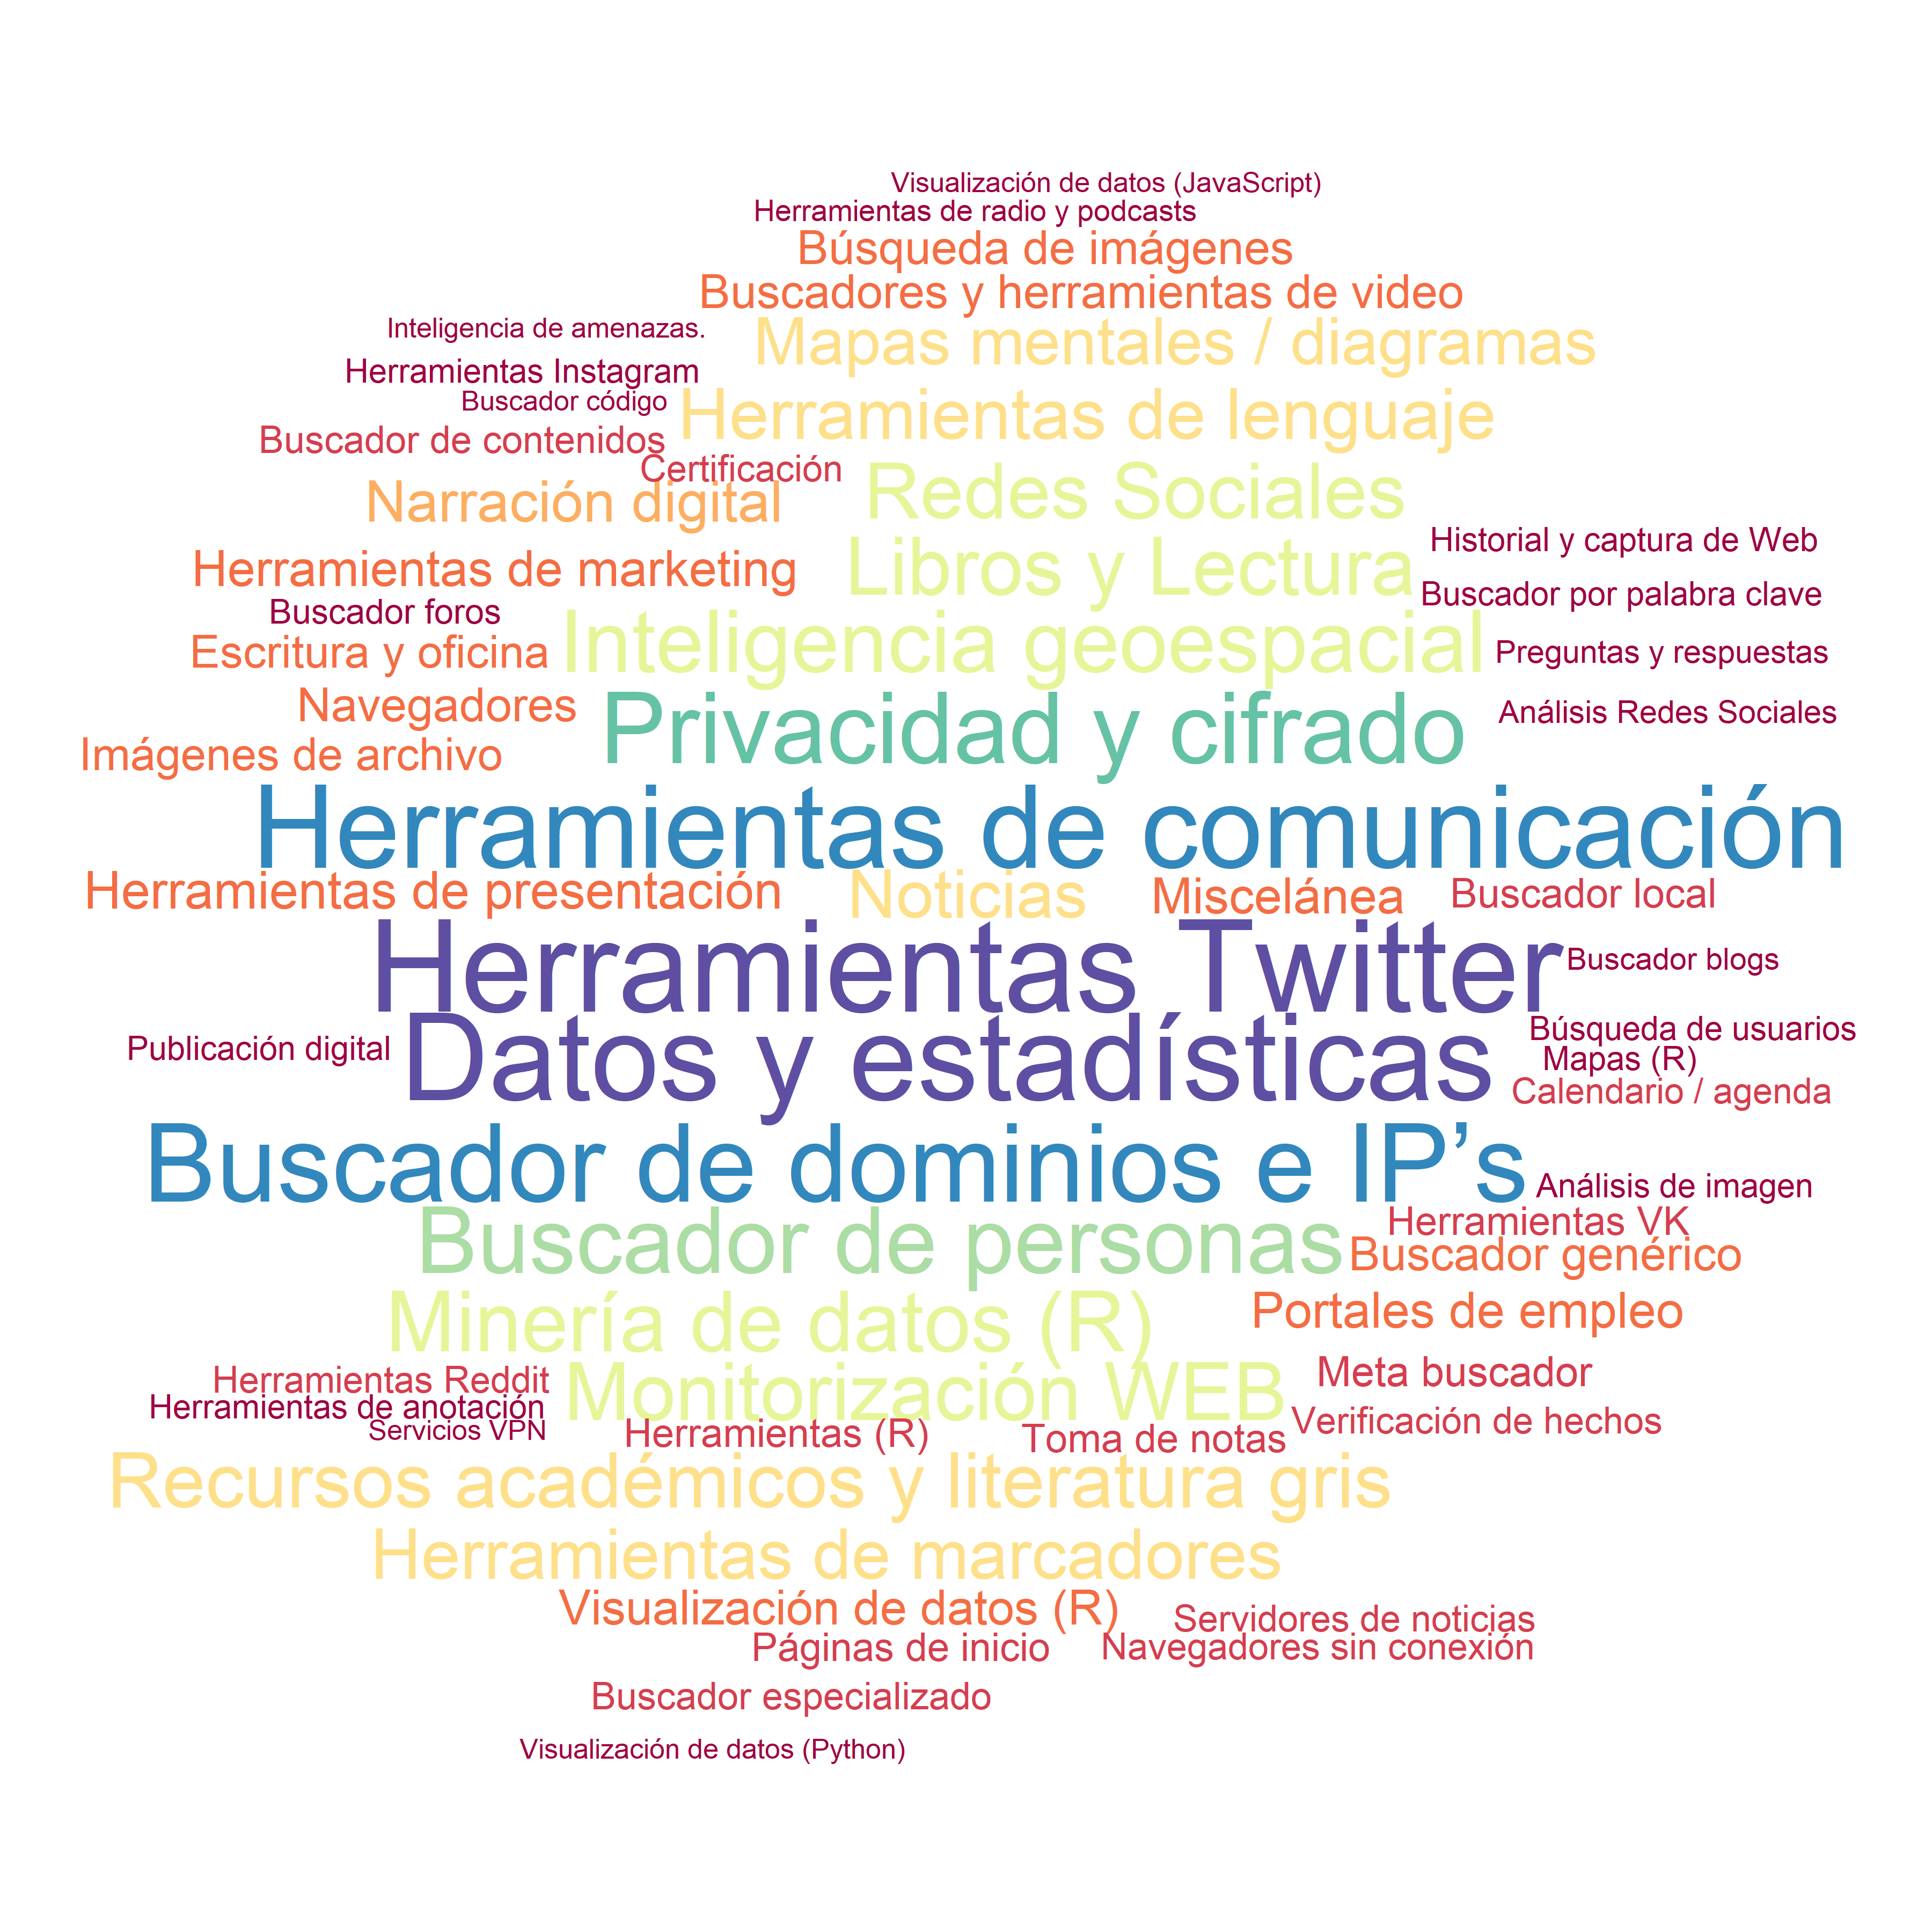 Visualización de datos (JavaScript)
Herramientas de radio y podcasts
Búsqueda de imágenes
Buscadores y herramientas de video
Inteligencia de amenazas.
Mapas mentales / diagramas
Herramientas Instagram
Buscador código
Herramientas de lenguaje
Buscador de contenidos
Certificación
Redes Sociales
Narración digital
Historial y captura de Web
Libros y Lectura
Herramientas de marketing
Buscador por palabra clave
Buscador foros
Inteligencia geoespacial
Escritura y oficina
Preguntas y respuestas
Navegadores
Análisis Redes Sociales
Privacidad y cifrado
Imágenes de archivo
Herramientas de comunicación
Herramientas de presentación
Noticias
Miscelánea
Buscador local
Herramientas Twitter
Buscador blogs
Búsqueda de usuarios
Publicación digital
Datos y estadísticas
Mapas (R)
Calendario / agenda
Buscador de dominios e IP’s
Análisis de imagen
Herramientas VK
Buscador de personas
Buscador genérico
Minería de datos (R)
Portales de empleo
Meta buscador
Herramientas Reddit
Monitorización WEB
Herramientas de anotación
Verificación de hechos
Servicios VPN
Herramientas (R)
Toma de notas
Recursos académicos y literatura gris
Herramientas de marcadores
Visualización de datos (R)
Servidores de noticias
Páginas de inicio
Navegadores sin conexión
Buscador especializado
Visualización de datos (Python)